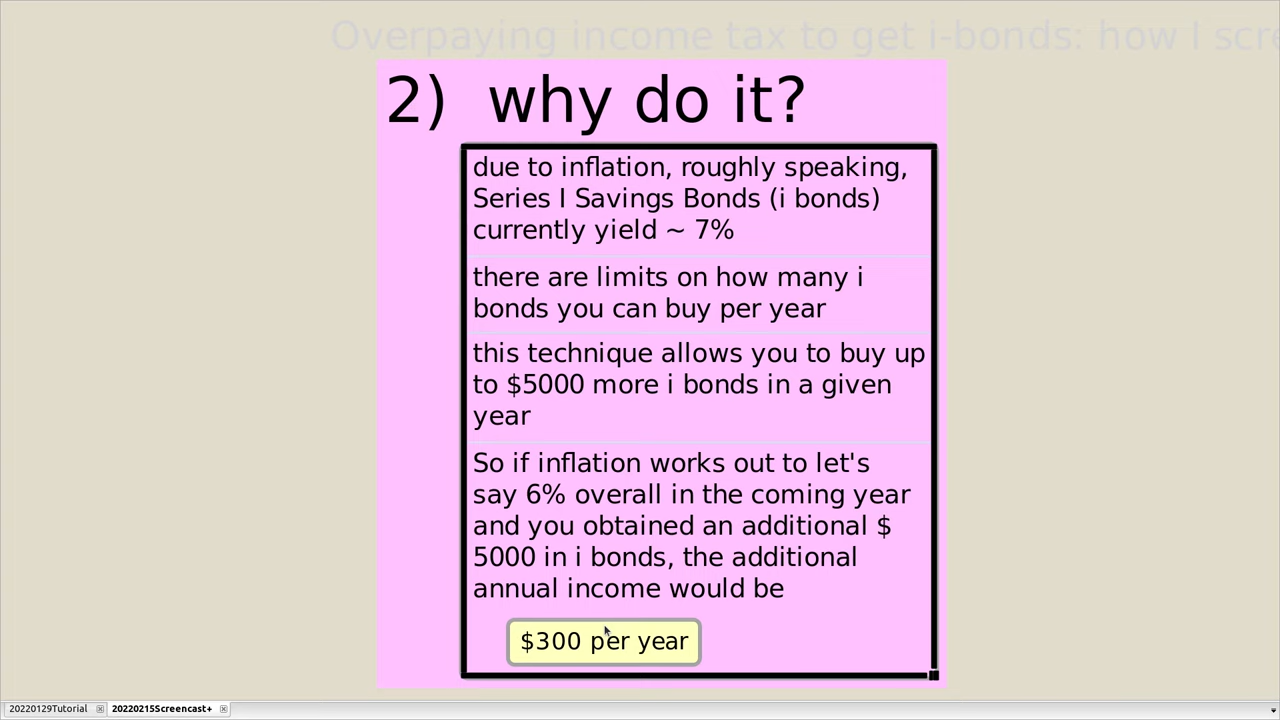 Overpaying income tax to get i-bonds: how I scre
2) why do it?
due to inflation, roughly speaking,
Series I Savings Bonds (i bonds)
currently yield ~ 7%
there are limits on how many i
bonds you can buy per year
this technique allows you to buy up
to $5000 more i bonds in a given
year
So if inflation works out to let's
say 6% overall in the coming year
and you obtained an additional $
5000 in i bonds, the additional
annual income would be
$300 per year
20220129Tutorial 20220215Screencast+